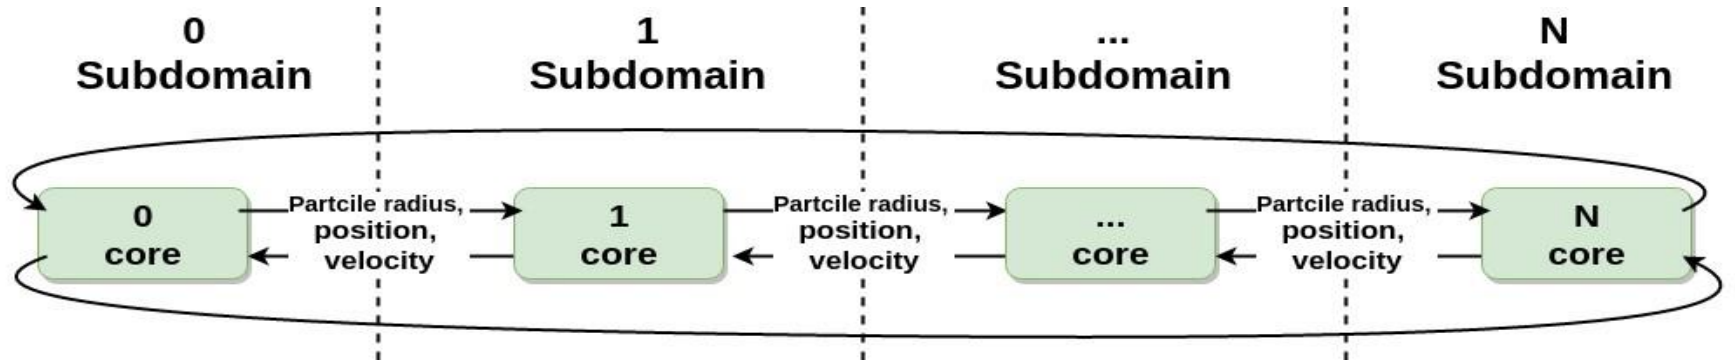 0
Subdomain
1
Subdomain
...
Subdomain
N
Subdomain
0
core
Partcile radius,
position,
velocity
1
core
Partcile radius,
position,
velocity
...
core
Partcile radius,
position,
velocity
N
core